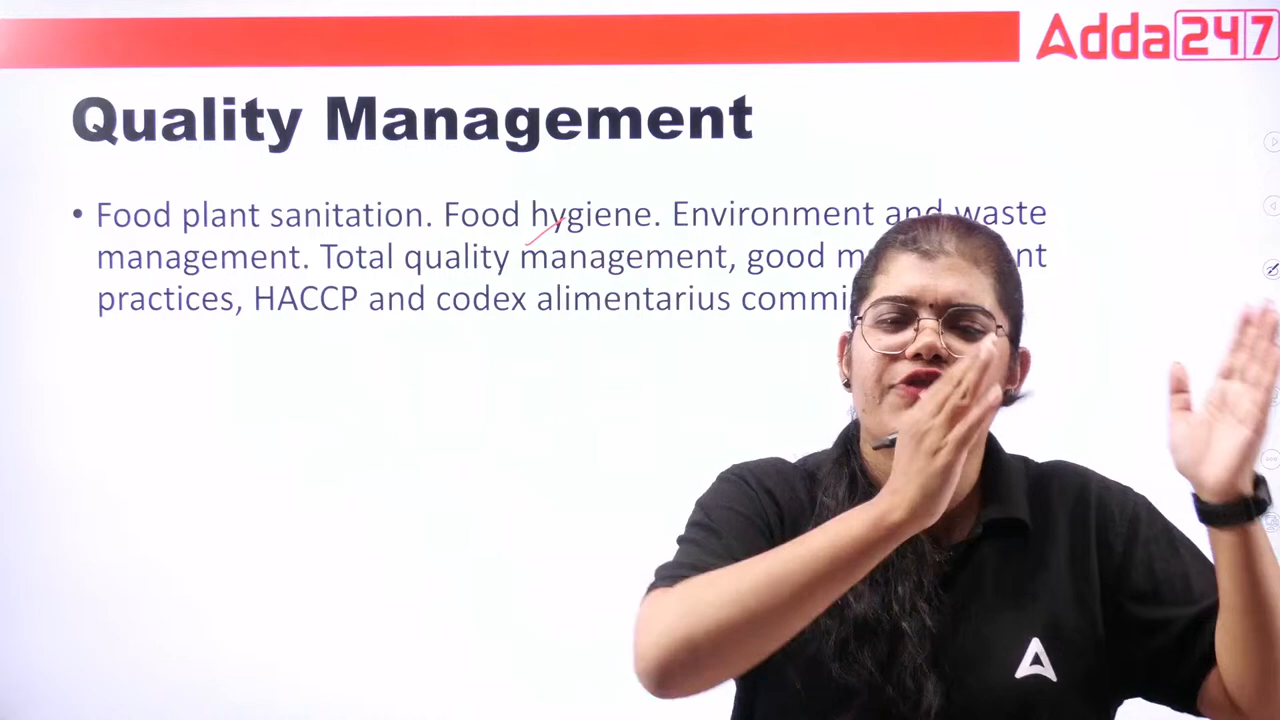 Adda247
Quality Management
• Food plant sanitation. Food hygiene. Environment and waste
management. Total quality management, good
practices, HACCP and codex alimentarius